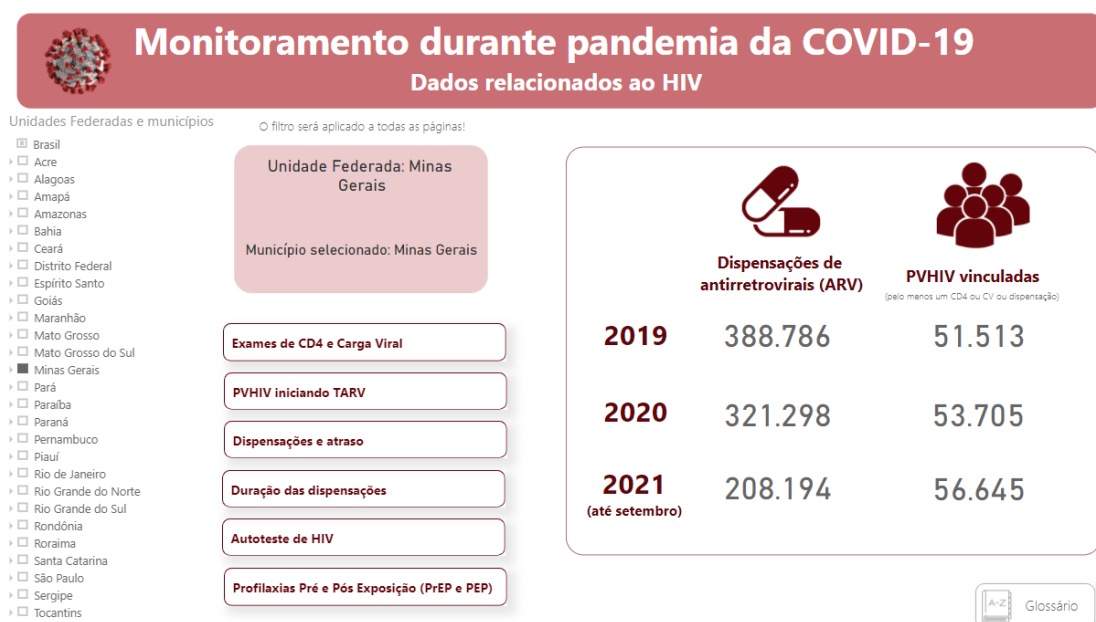 Monitoramento durante pandemia da COVID-19
Dados relacionados ao HIV
Unidades Federadas e municípios
Brasil
Acre
Alagoas
Amapá
Amazonas
Bahia
Ceará
Distrito Federal
Espírito Santo
Goiás
Maranhão
Mato Grosso
Mato Grosso do Sul
Minas Gerais
Pará
Paraíba
Paraná
Pernambuco
Piauí
Rio de Janeiro
Rio Grande do Norte
Rio Grande do Sul
Rondônia
Roraima
Santa Catarina
São Paulo
Sergipe
Tocantins
O filtro será aplicado a todas as páginas!
Unidade Federada: Minas
Gerais
Município selecionado: Minas Gerais
Exames de CD4 e Carga Viral
PVHIV iniciando TARV
Dispensações e atraso
Duração das dispensações
Autoteste de HIV
Profilaxias Pré e Pós Exposição (PrEP e PEP)
Dispensações de
antirretrovirais (ARV)
PVHIV vinculadas
(pelo menos um CD4 ou CV ou dispensação)
2019 388.786 51.513
2020 321.298 53.705
2021 208.194 56.645
(até setembro)
A-Z
Glossário